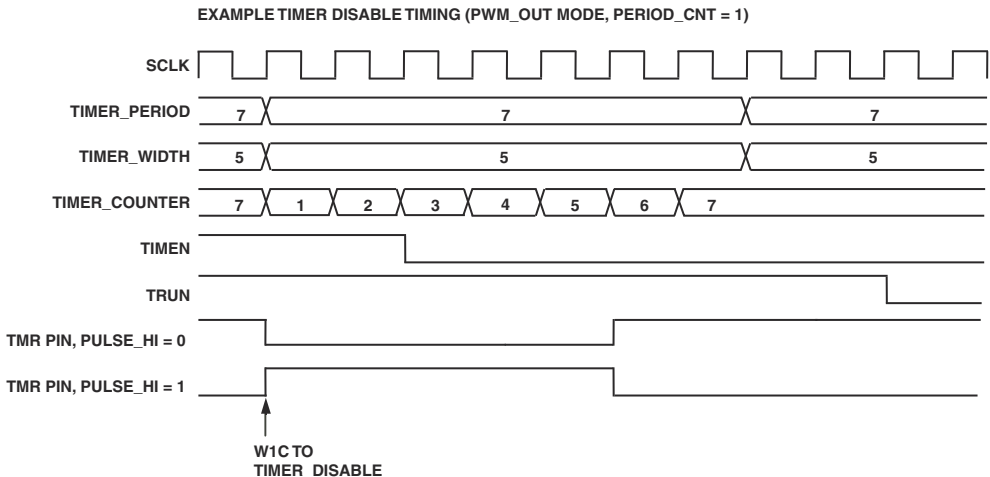 EXAMPLE TIMER DISABLE TIMING (PWM_OUT MODE, PERIOD_CNT = 1)
SCLK
TIMER_PERIOD 7 7 7
TIMER_WIDTH 5 5 5
TIMER_COUNTER 7 1 2 3 4 5 6 7
TIMEN
TRUN
TMR PIN, PULSE_HI = 0
TMR PIN, PULSE_HI = 1
W1C TO
TIMER_DISABLE